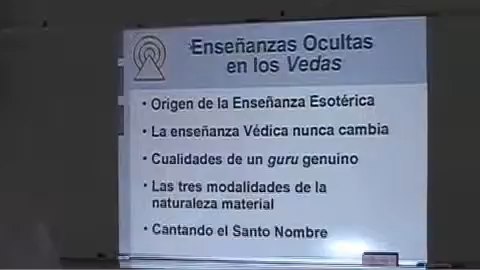 Enseñanzas Ocultas
en los Vedas
• Origen de la Enseñanza Esotérica
• La enseñanza Védica nunca cambia
• Cualidades de un guru genuino
• Las tres modalidades de la
naturaleza material
• Cantando el Santo Nombre